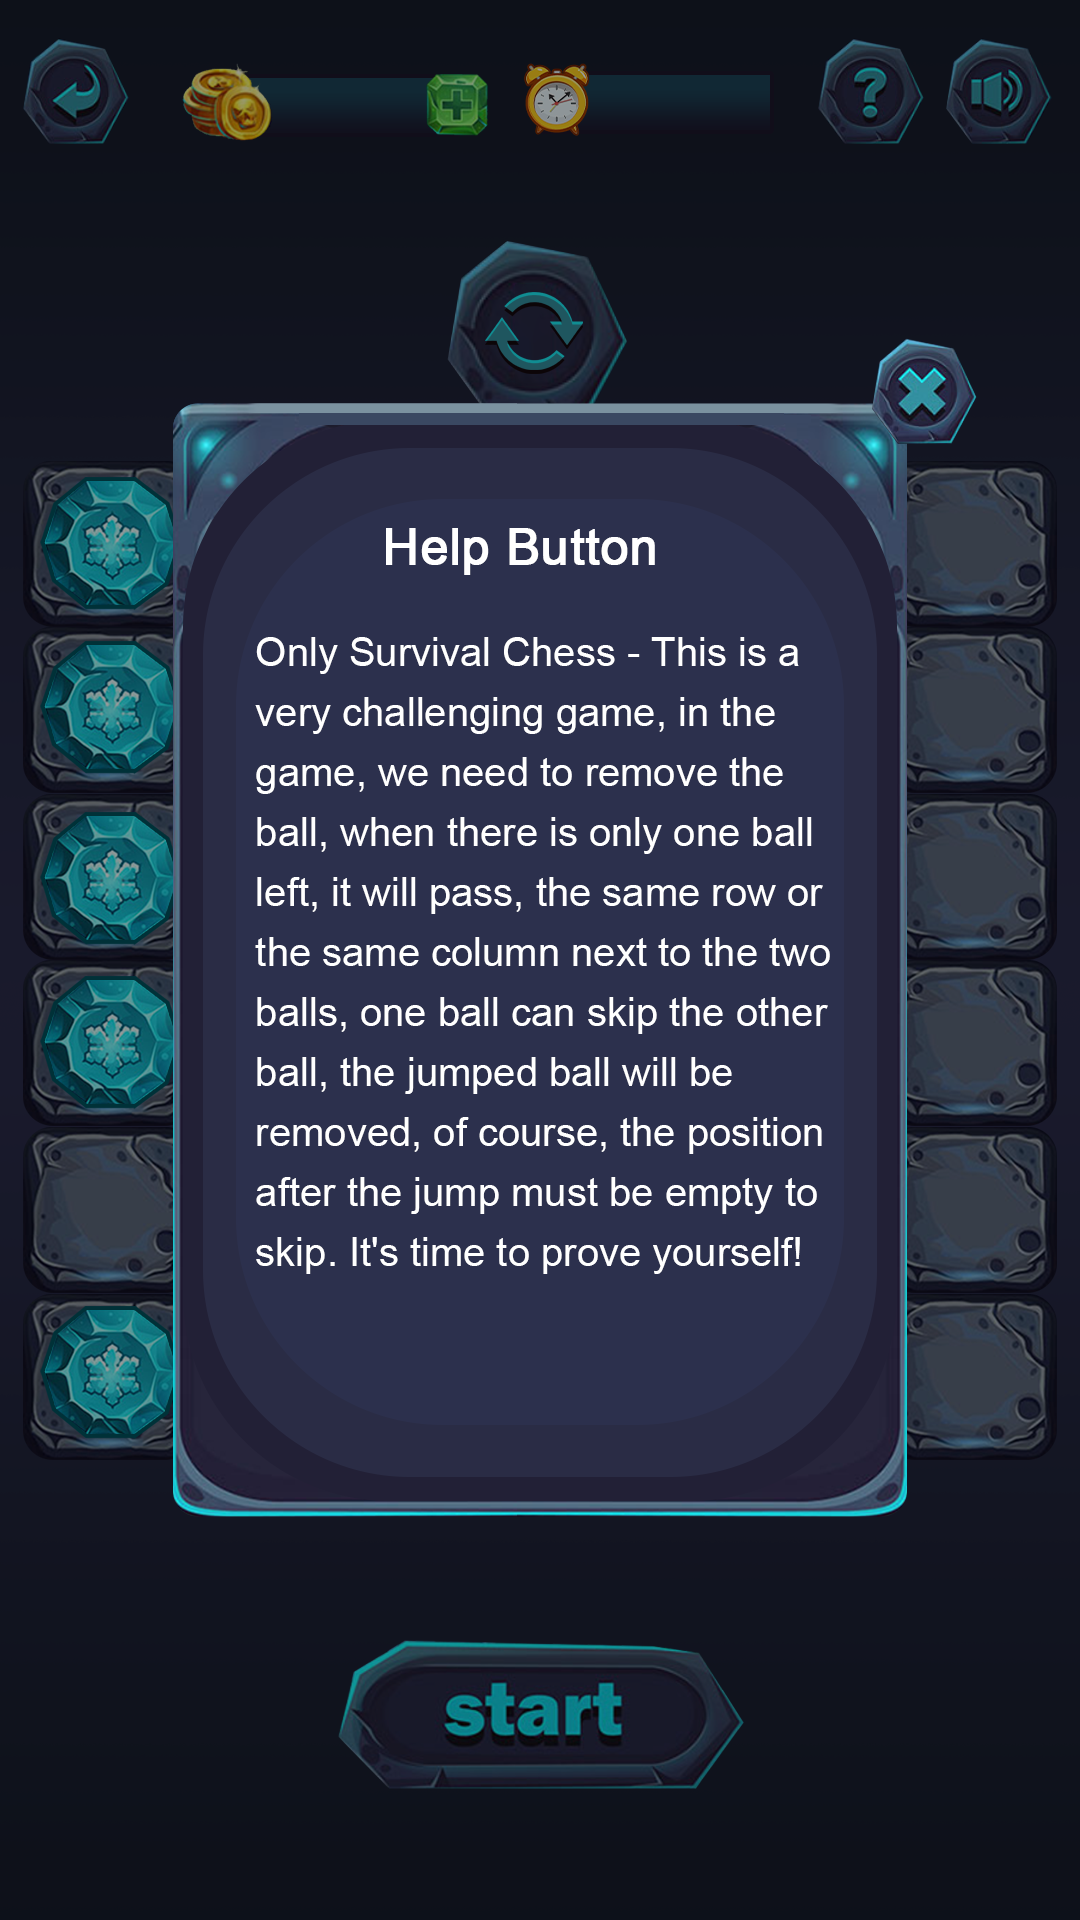 Help Button
Only Survival Chess - This is a
very challenging game, in the
game, we need to remove the
ball, when there is only one ball
left, it will pass, the same row or
the same column next to the two
balls, one ball can skip the other
ball, the jumped ball will be
removed, of course, the position
after the jump must be empty to
skip. It's time to prove yourself!
start